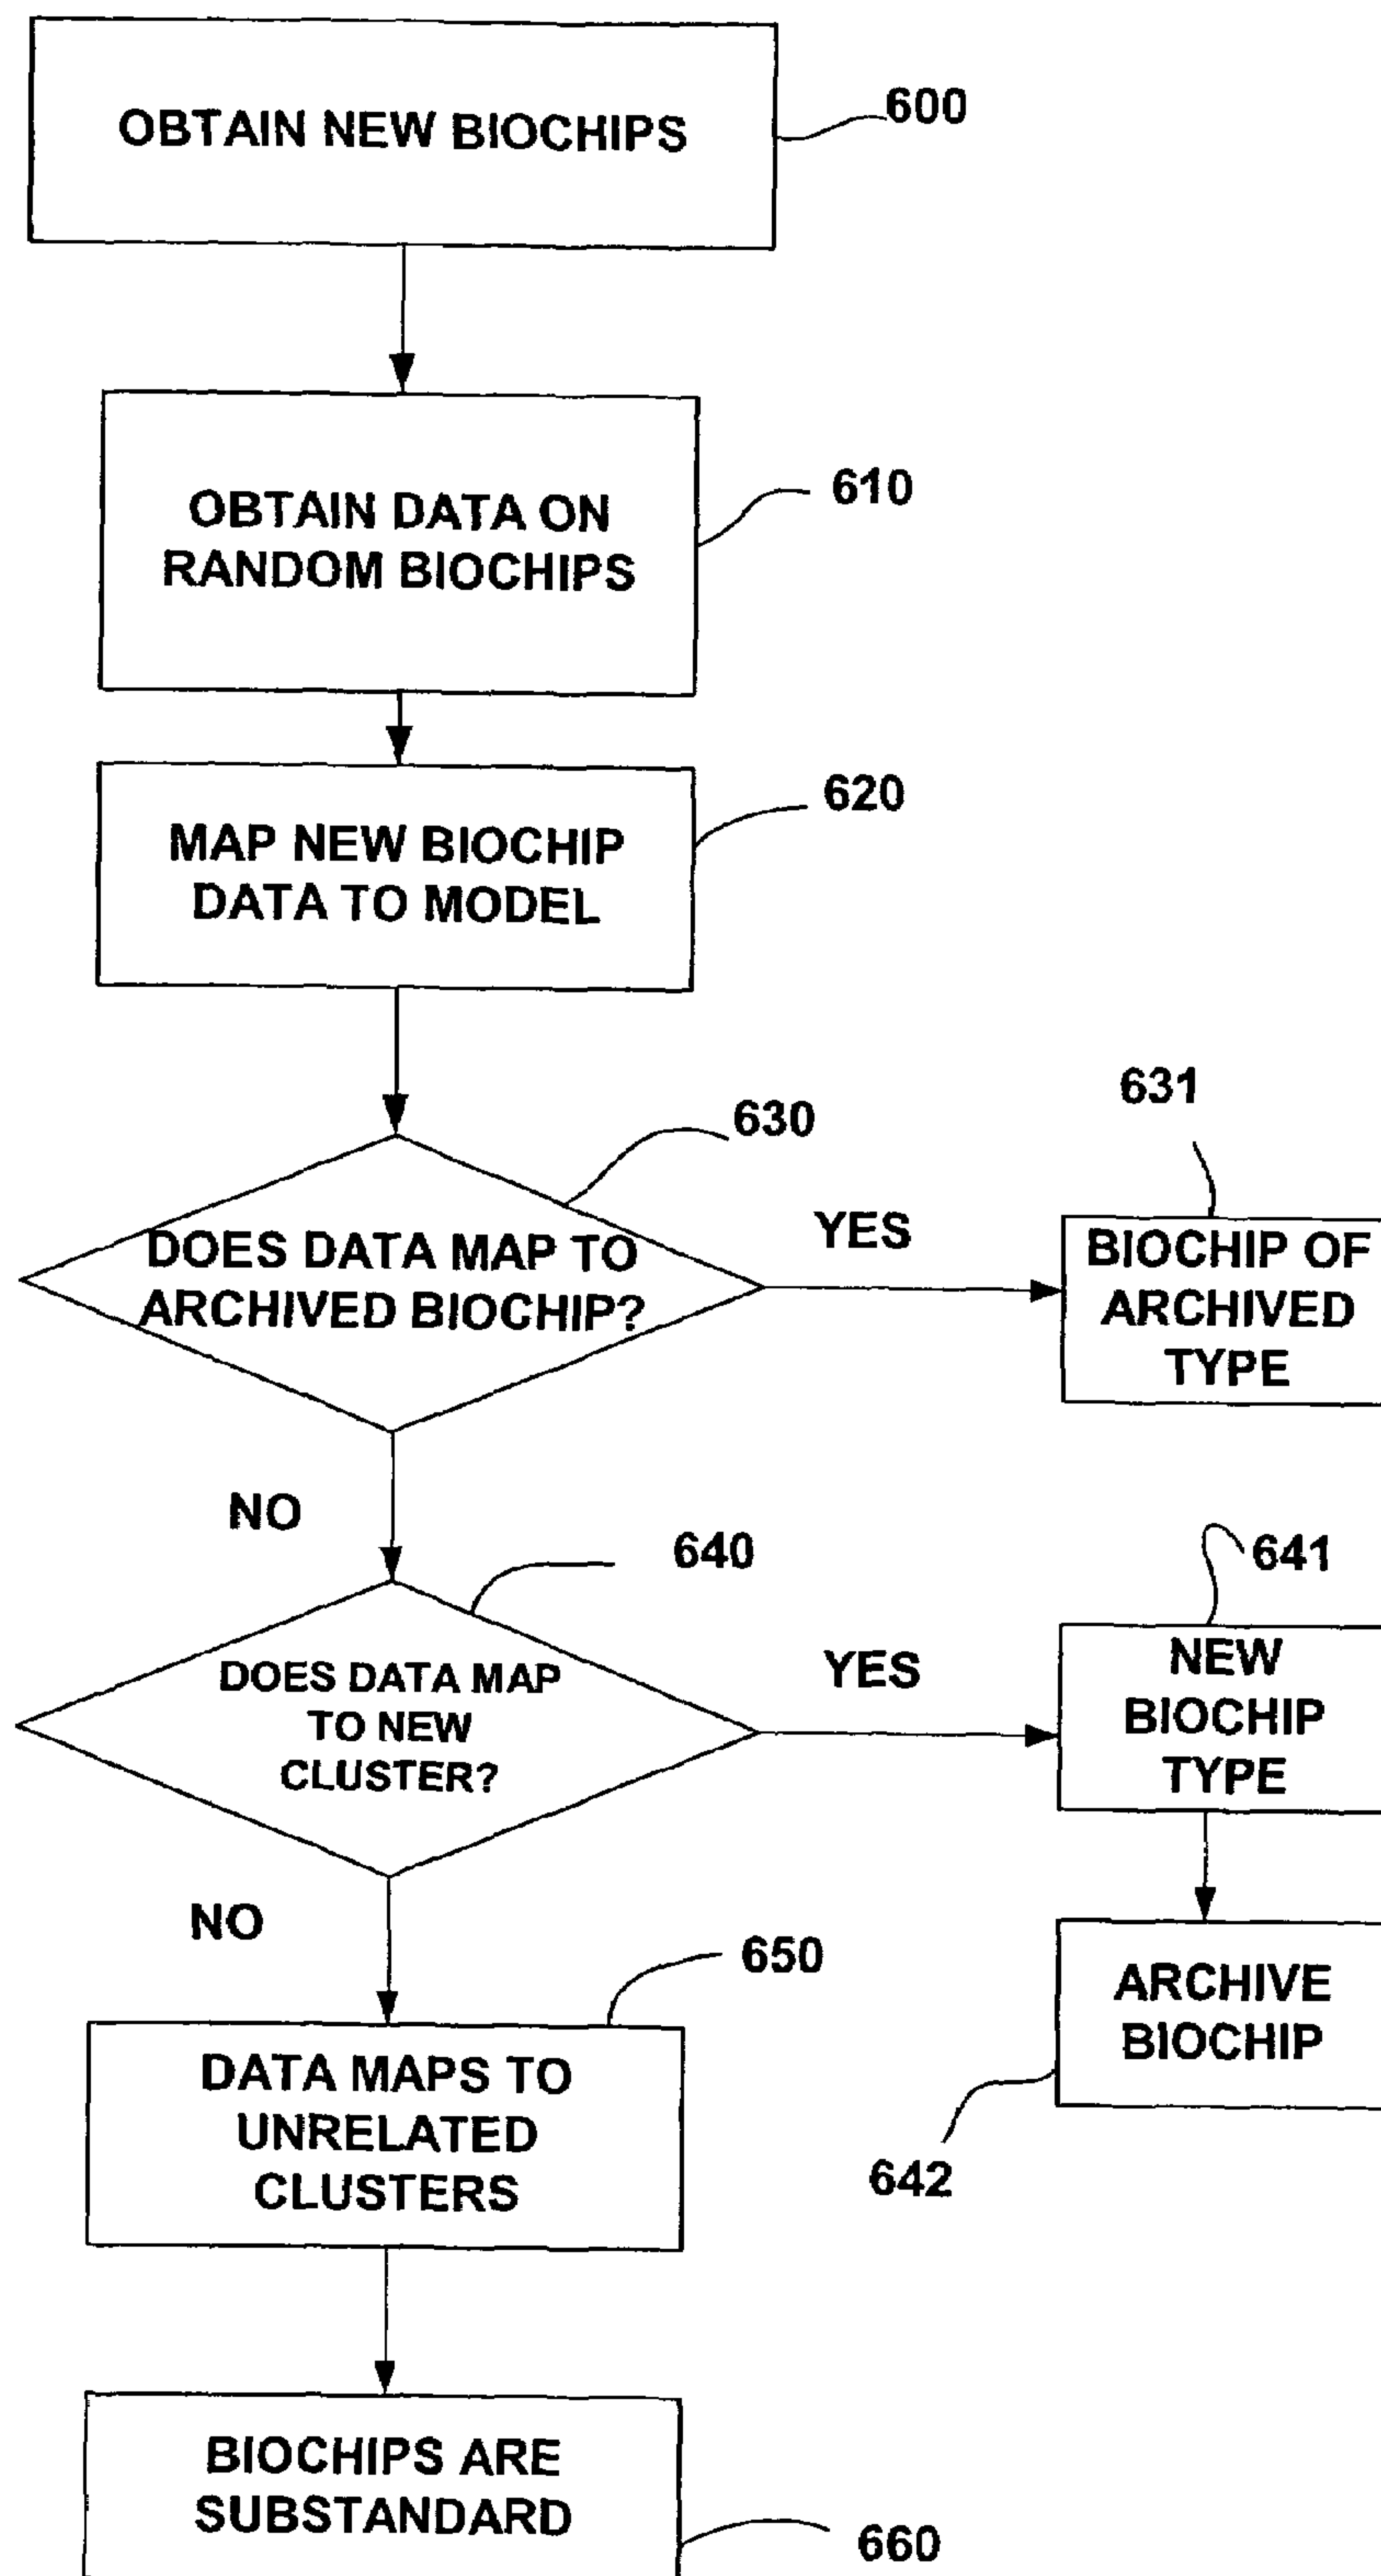 OBTAIN NEW BIOCHIPS
600
OBTAIN DATA ON
RANDOM BIOCHIPS
610
MAP NEW BIOCHIP
DATA TO MODEL
620
630
DOES DATA MAP TO
ARCHIVED BIOCHIP?
YES
631
BIOCHIP OF
ARCHIVED
TYPE
NO
640
DOES DATA MAP
TO NEW
CLUSTER?
YES
641
NEW
BIOCHIP
TYPE
NO
650
DATA MAPS TO
UNRELATED
CLUSTERS
ARCHIVE
BIOCHIP
642
BIOCHIPS ARE
SUBSTANDARD
660